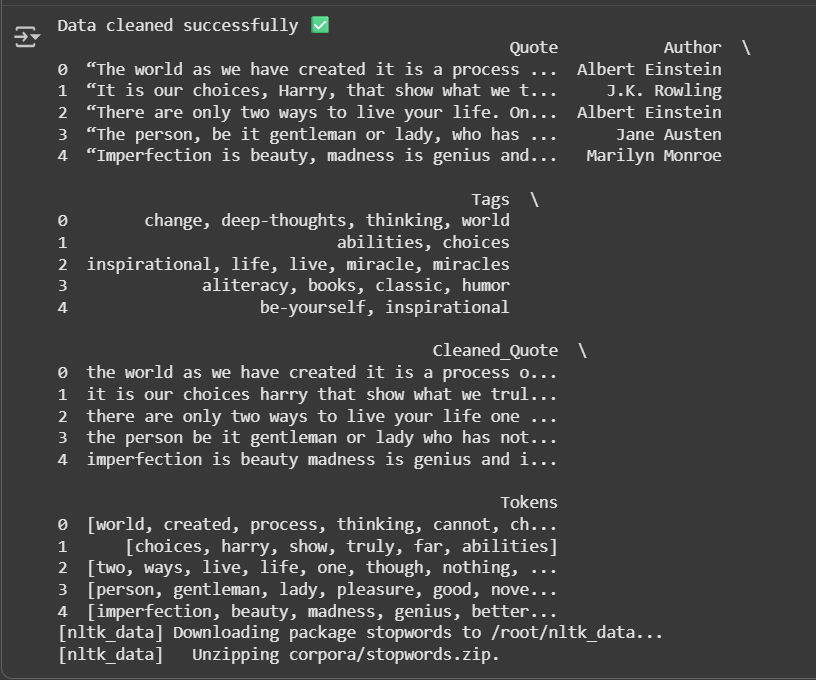 Data cleaned successfully ✅
Quote Author \
0 “The world as we have created it is a process ... Albert Einstein
1 “It is our choices, Harry, that show what we t... J.K. Rowling
2 “There are only two ways to live your life. On... Albert Einstein
3 “The person, be it gentleman or lady, who has ... Jane Austen
4 “Imperfection is beauty, madness is genius and... Marilyn Monroe
Tags \
0 change, deep-thoughts, thinking, world
1 abilities, choices
2 inspirational, life, live, miracle, miracles
3 aliteracy, books, classic, humor
4 be-yourself, inspirational
Cleaned_Quote \
0 the world as we have created it is a process o...
1 it is our choices harry that show what we trul...
2 there are only two ways to live your life one ...
3 the person be it gentleman or lady who has not...
4 imperfection is beauty madness is genius and i...
Tokens
0 [world, created, process, thinking, cannot, ch...
1 [choices, harry, show, truly, far, abilities]
2 [two, ways, live, life, one, though, nothing, ...
3 [person, gentleman, lady, pleasure, good, nove...
4 [imperfection, beauty, madness, genius, better...
[nltk_data] Downloading package stopwords to /root/nltk_data...
[nltk_data] Unzipping corpora/stopwords.zip.